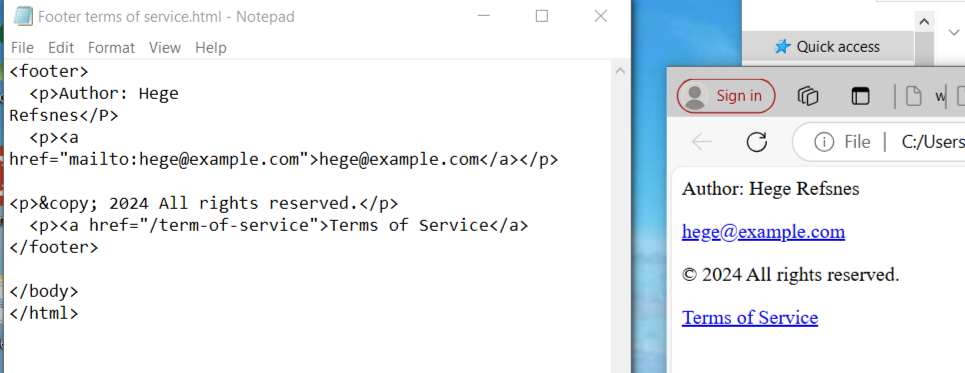 Footer terms of service.html - Notepad
File Edit Format View Help
<footer>
  <p>Author: Hege
Refsnes</P>
  <p><a
href="mailto:hege@example.com">hege@example.com</a></p>

<p>&copy; 2024 All rights reserved.</p>
  <p><a href="/term-of-service">Terms of Service</a>
</footer>

</body>
</html>
Quick access
Sign in
w
File | C:/Users
Author: Hege Refsnes
hege@example.com
© 2024 All rights reserved.
Terms of Service